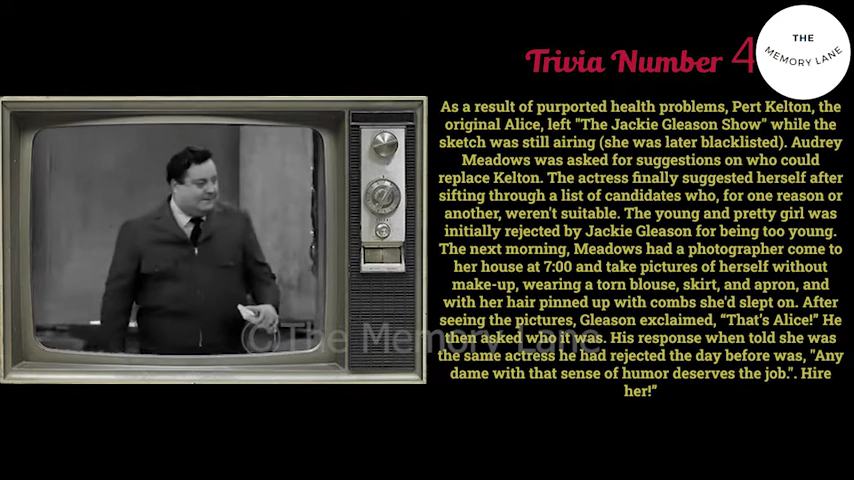 Trivia Number 4
THE
MEMORY LANE
As a result of purported health problems, Pert Kelton, the
original Alice, left "The Jackie Gleason Show" while the
sketch was still airing (she was later blacklisted). Audrey
Meadows was asked for suggestions on who could
replace Kelton. The actress finally suggested herself after
sifting through a list of candidates who, for one reason or
another, weren't suitable. The young and pretty girl was
initially rejected by Jackie Gleason for being too young.
The next morning, Meadows had a photographer come to
her house at 7:00 and take pictures of herself without
make-up, wearing a torn blouse, skirt, and apron, and
with her hair pinned up with combs she'd slept on. After
seeing the pictures, Gleason exclaimed, “That's Alice!” He
then asked who it was. His response when told she was
the same actress he had rejected the day before was, "Any
dame with that sense of humor deserves the job.". Hire
her!”
©The Memory Lane